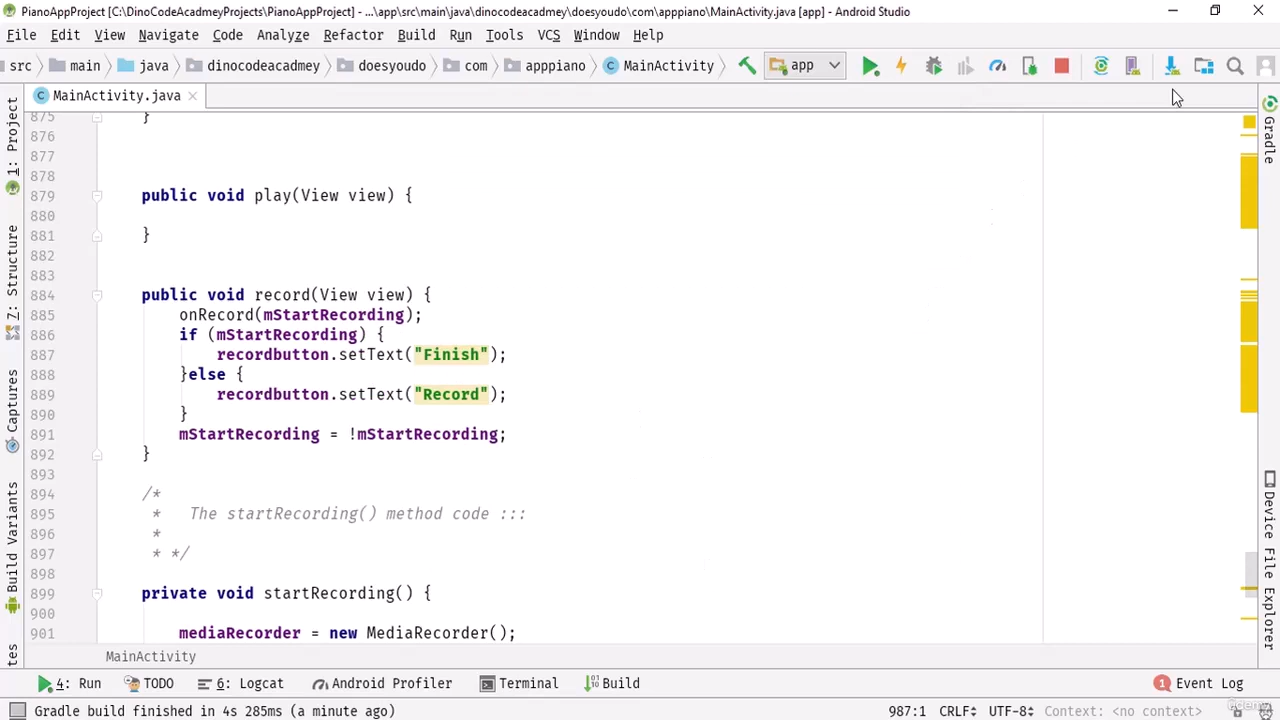 PianoAppProject [C:\DinoCodeAcadmeyProjects\PianoAppProject] - ...\app\src\main\java\dinocodeacadmey\doesyoudo\com\apppiano\MainActivity.java [app] - Android Studio
File Edit View Navigate Code Analyze Refactor Build Run Tools VCS Window Help
src main java dinocodeacadmey doesyoudo com apppiano MainActivity app
MainActivity.java
1: Project
Z: Structure
Captures
Build Variants
Gradle
Device File Explorer
875 }
876
877
878
879 public void play(View view) {
880
881 }
882
883
884 public void record(View view) {
885 onRecord(mStartRecording);
886 if (mStartRecording) {
887 recordbutton.setText("Finish");
888 }else {
889 recordbutton.setText("Record");
890 }
891 mStartRecording = !mStartRecording;
892 }
893
894 /*
895 * The startRecording() method code :::
896 *
897 * */
898
899 private void startRecording() {
900
901 mediaRecorder = new MediaRecorder();
MainActivity
4: Run TODO 6: Logcat Android Profiler Terminal Build 1 Event Log
Gradle build finished in 4s 285ms (a minute ago) 987:1 CRLF UTF-8 Context: <no context>